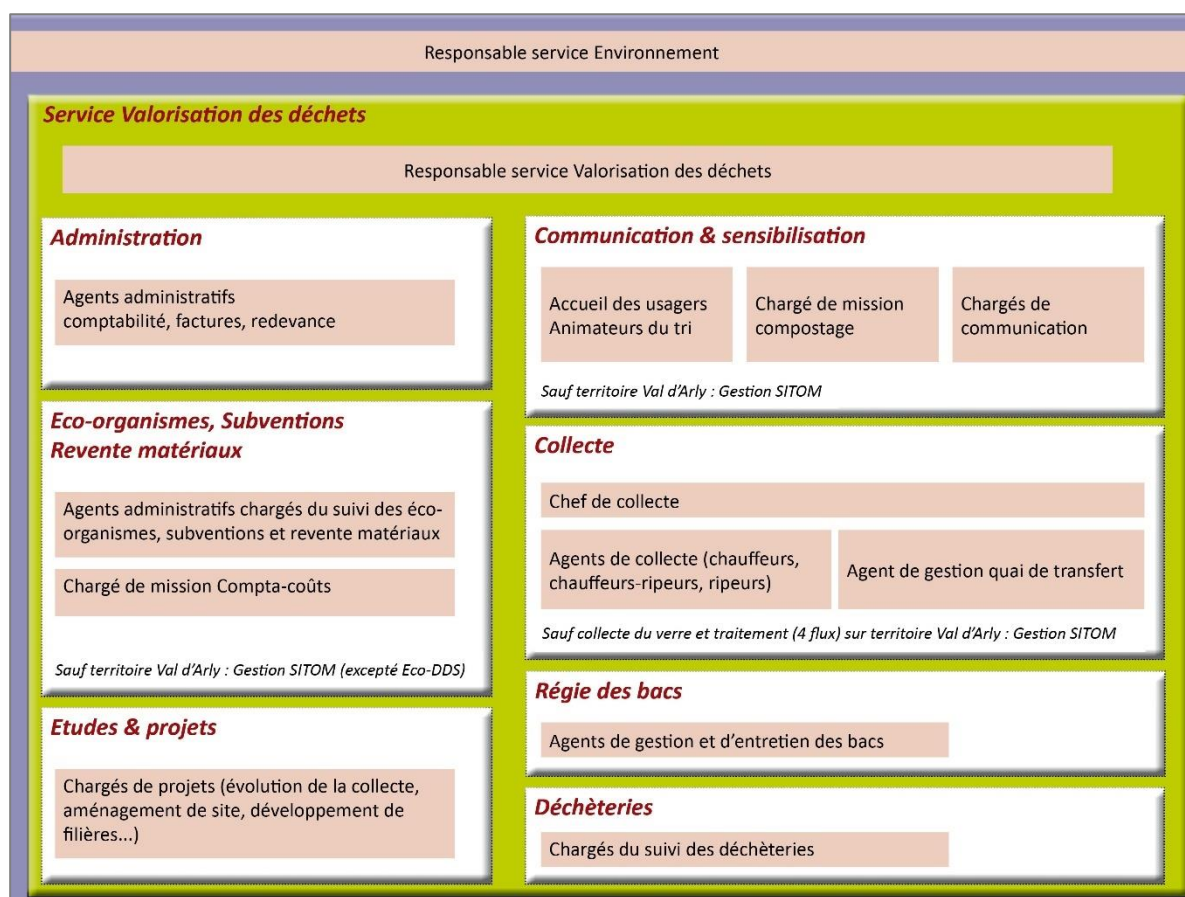 Responsable service Environnement
Service Valorisation des déchets
Responsable service Valorisation des déchets
Administration
Agents administratifs
comptabilité, factures, redevance
Eco-organismes, Subventions
Revente matériaux
Agents administratifs chargés du suivi des éco-
organismes, subventions et revente matériaux
Chargé de mission Compta-coûts
Sauf territoire Val d'Arly : Gestion SITOM (excepté Eco-DDS)
Etudes & projets
Chargés de projets (évolution de la collecte,
aménagement de site, développement de
filières...)
Communication & sensibilisation
Accueil des usagers
Animateurs du tri
Chargé de mission
compostage
Chargés de
communication
Sauf territoire Val d'Arly : Gestion SITOM
Collecte
Chef de collecte
Agents de collecte (chauffeurs,
chauffeurs-ripeurs, ripeurs)
Agent de gestion quai de transfert
Sauf collecte du verre et traitement (4 flux) sur territoire Val d'Arly : Gestion SITOM
Régie des bacs
Agents de gestion et d'entretien des bacs
Déchèteries
Chargés du suivi des déchèteries